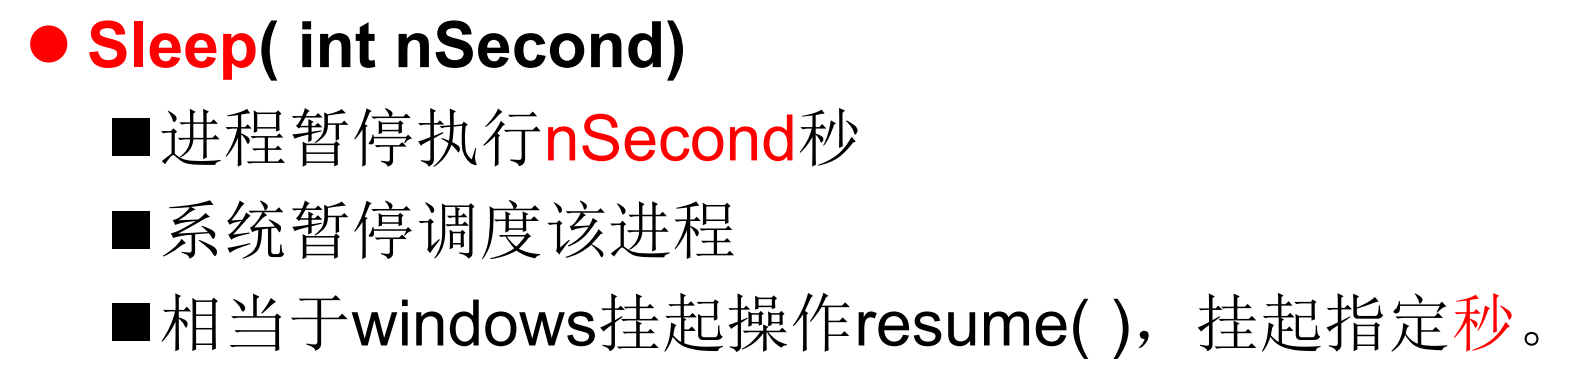 ● Sleep( int nSecond)
■进程暂停执行nSecond秒
■系统暂停调度该进程
■相当于windows挂起操作resume( ),挂起指定秒。